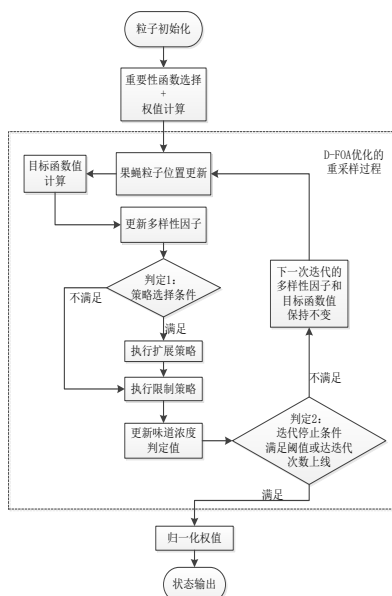 粒子初始化
重要性函数选择
+
权值计算
D-FOA优化的
重采样过程
目标函数值
计算
果蝇粒子位置更新
更新多样性因子
判定1:
策略选择条件
不满足
满足
执行扩展策略
执行限制策略
更新味道浓度
判定值
下一次迭代的
多样性因子和
目标函数值
保持不变
不满足
判定2:
迭代停止条件
满足阈值或达迭代
次数上线
满足
归一化权值
状态输出